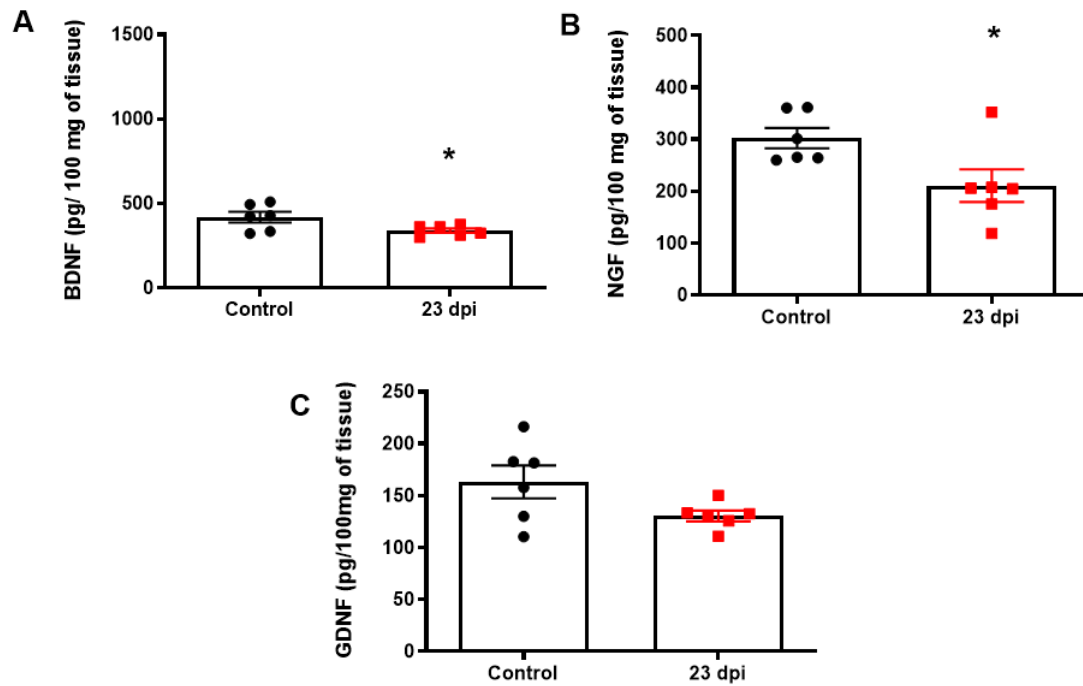 A
BDNF (pg/ 100 mg of tissue)
1500
1000
500
0
*
Control
23 dpi
B
NGF (pg/100 mg of tissue)
500
400
300
200
100
0
*
Control
23 dpi
C
GDNF (pg/100mg of tissue)
250
200
150
100
50
0
Control
23 dpi